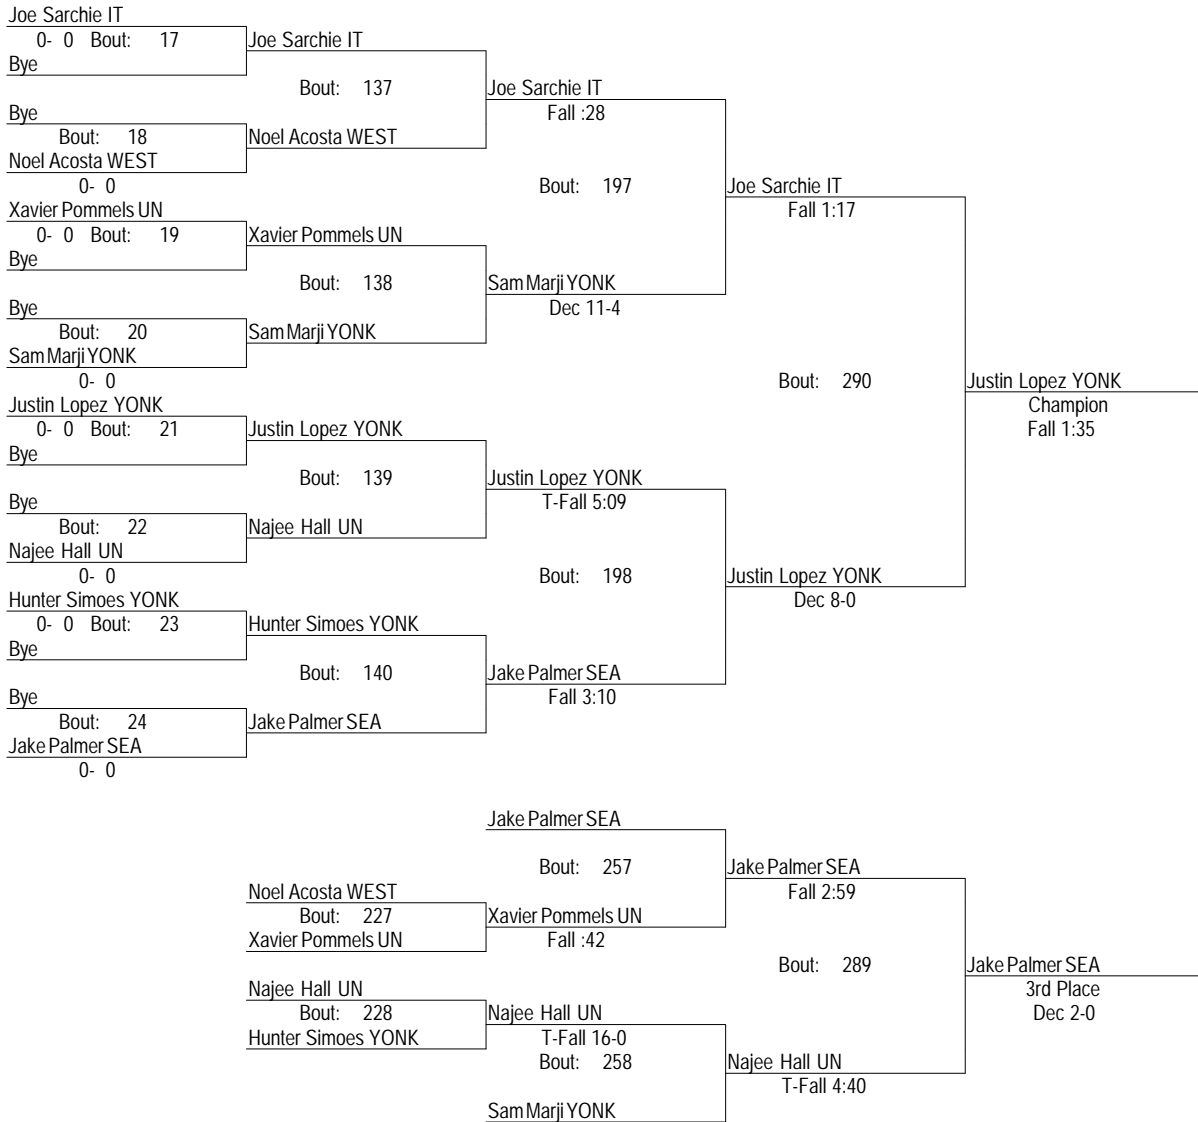 Joe Sarchie IT
0- 0 Bout: 17
Bye
Joe Sarchie IT
Bout: 137
Bye
Bout: 18
Noel Acosta WEST
0- 0
Noel Acosta WEST
Joe Sarchie IT
Fall :28
Bout: 197
Xavier Pommels UN
0- 0 Bout: 19
Bye
Xavier Pommels UN
Bout: 138
Bye
Bout: 20
Sam Marji YONK
0- 0
Sam Marji YONK
Sam Marji YONK
Dec 11-4
Joe Sarchie IT
Fall 1:17
Bout: 290
Justin Lopez YONK
0- 0 Bout: 21
Bye
Justin Lopez YONK
Bout: 139
Bye
Bout: 22
Najee Hall UN
0- 0
Najee Hall UN
Justin Lopez YONK
T-Fall 5:09
Bout: 198
Hunter Simoes YONK
0- 0 Bout: 23
Bye
Hunter Simoes YONK
Bout: 140
Bye
Bout: 24
Jake Palmer SEA
0- 0
Jake Palmer SEA
Jake Palmer SEA
Fall 3:10
Justin Lopez YONK
Dec 8-0
Justin Lopez YONK
Champion
Fall 1:35
Jake Palmer SEA
Bout: 257
Noel Acosta WEST
Bout: 227
Xavier Pommels UN
Xavier Pommels UN
Fall :42
Jake Palmer SEA
Fall 2:59
Bout: 289
Najee Hall UN
Bout: 228
Hunter Simoes YONK
Najee Hall UN
T-Fall 16-0
Bout: 258
Sam Marji YONK
Najee Hall UN
T-Fall 4:40
Jake Palmer SEA
3rd Place
Dec 2-0